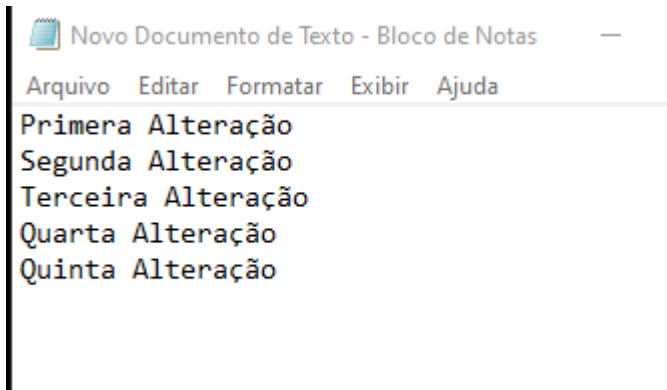 Novo Documento de Texto - Bloco de Notas
Arquivo Editar Formatar Exibir Ajuda
Primera Alteração
Segunda Alteração
Terceira Alteração
Quarta Alteração
Quinta Alteração